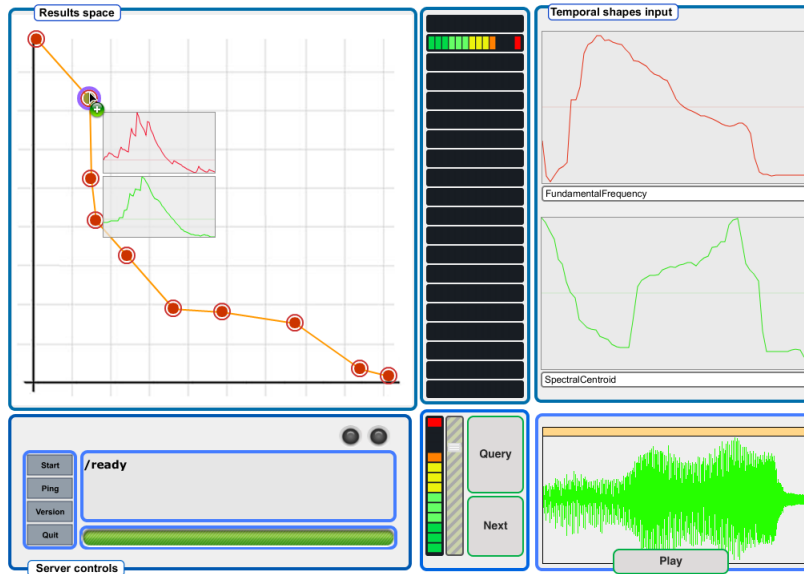 Results space
Temporal shapes input
FundamentalFrequency
SpectralCentroid
Start
Ping
Version
Quit
/ready
Query
Next
Play
Server controls